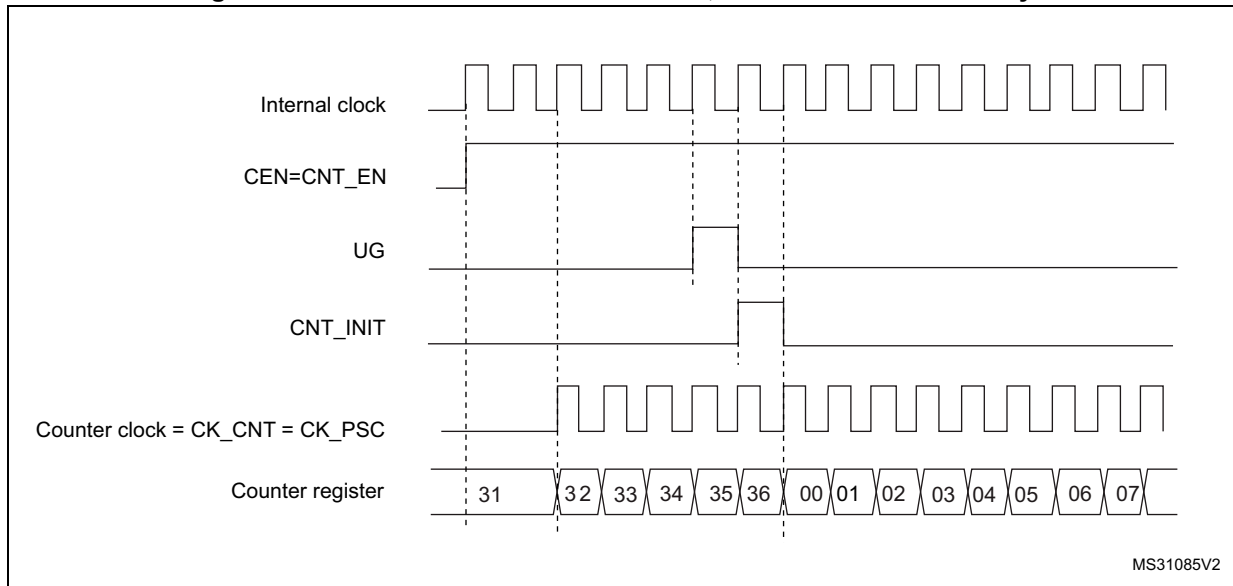 Internal clock
CEN=CNT_EN
UG
CNT_INIT
Counter clock = CK_CNT = CK_PSC
Counter register 31 32 33 34 35 36 00 01 02 03 04 05 06 07
MS31085V2